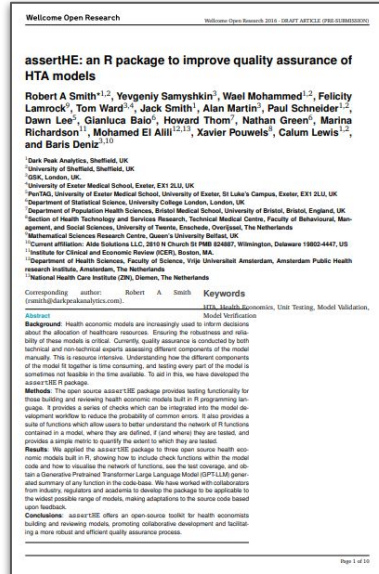 Wellcome Open Research
Wellcome Open Research 2016 - DRAFT ARTICLE (PRE-SUBMISSION)
assertHE: an R package to improve quality assurance of
HTA models
Robert A Smith*1,2, Yevgeniy Samyshkin3, Wael Mohammed1,2, Felicity
Lamrock9, Tom Ward3,4, Jack Smith1, Alan Martin3, Paul Schneider1,2,
Dawn Lee5, Gianluca Baio6, Howard Thom7, Nathan Green6, Marina
Richardson11, Mohamed El Alili12,13, Xavier Pouwels8, Calum Lewis1,2,
and Baris Deniz3,10
1Dark Peak Analytics, Sheffield, UK
2University of Sheffield, Sheffield, UK
3GSK, London, UK.
4University of Exeter Medical School, Exeter, EX1 2LU, UK
5PenTAG, University of Exeter Medical School, University of Exeter, St Luke's Campus, Exeter, EX1 2LU, UK
6Department of Statistical Science, University College London, London, UK
7Department of Population Health Sciences, Bristol Medical School, University of Bristol, Bristol, England, UK
8Section of Health Technology and Services Research, Technical Medical Centre, Faculty of Behavioural, Man-
agement, and Social Sciences, University of Twente, Enschede, Overijssel, The Netherlands
9Mathematical Sciences Research Centre, Queen's University Belfast, UK
10Current affiliation: Aide Solutions LLC, 2810 N Church St PMB 824887, Wilmington, Delaware 19802-4447, US
11Institute for Clinical and Economic Review (ICER), Boston, MA.
12Department of Health Sciences, Faculty of Science, Vrije Universiteit Amsterdam, Amsterdam Public Health
research institute, Amsterdam, The Netherlands
13National Health Care Institute (ZIN), Diemen, The Netherlands
Corresponding author: Robert A Smith
(rsmith@darkpeakanalytics.com).
Keywords
HTA, Health Economics, Unit Testing, Model Validation,
Model Verification
Abstract
Background: Health economic models are increasingly used to inform decisions
about the allocation of healthcare resources. Ensuring the robustness and relia-
bility of these models is critical. Currently, quality assurance is conducted by both
technical and non-technical experts assessing different components of the model
manually. This is resource intensive. Understanding how the different components
of the model fit together is time consuming, and testing every part of the model is
sometimes not feasible in the time available. To aid in this, we have developed the
assertHE R package.
Methods: The open source assertHE package provides testing functionality for
those building and reviewing health economic models built in R programming lan-
guage. It provides a series of checks which can be integrated into the model de-
velopment workflow to reduce the probability of common errors. It also provides a
suite of functions which allow users to better understand the network of R functions
contained in a model, where they are defined, if (and where) they are tested, and
provides a simple metric to quantify the extent to which they are tested.
Results: We applied the assertHE package to three open source health eco-
nomic models built in R, showing how to include check functions within the model
code and how to visualise the network of functions, see the test coverage, and ob-
tain a Generative Pretrained Transformer Large Language Model (GPT-LLM) gener-
ated summary of any function in the code-base. We have worked with collaborators
from industry, regulators and academia to develop the package to be applicable to
the widest possible range of models, making adaptations to the source code based
upon feedback.
Conclusions: assertHE offers an open-source toolkit for health economists
building and reviewing models, promoting collaborative development and facilitat-
ing a more robust and efficient quality assurance process.
Page 1 of 10